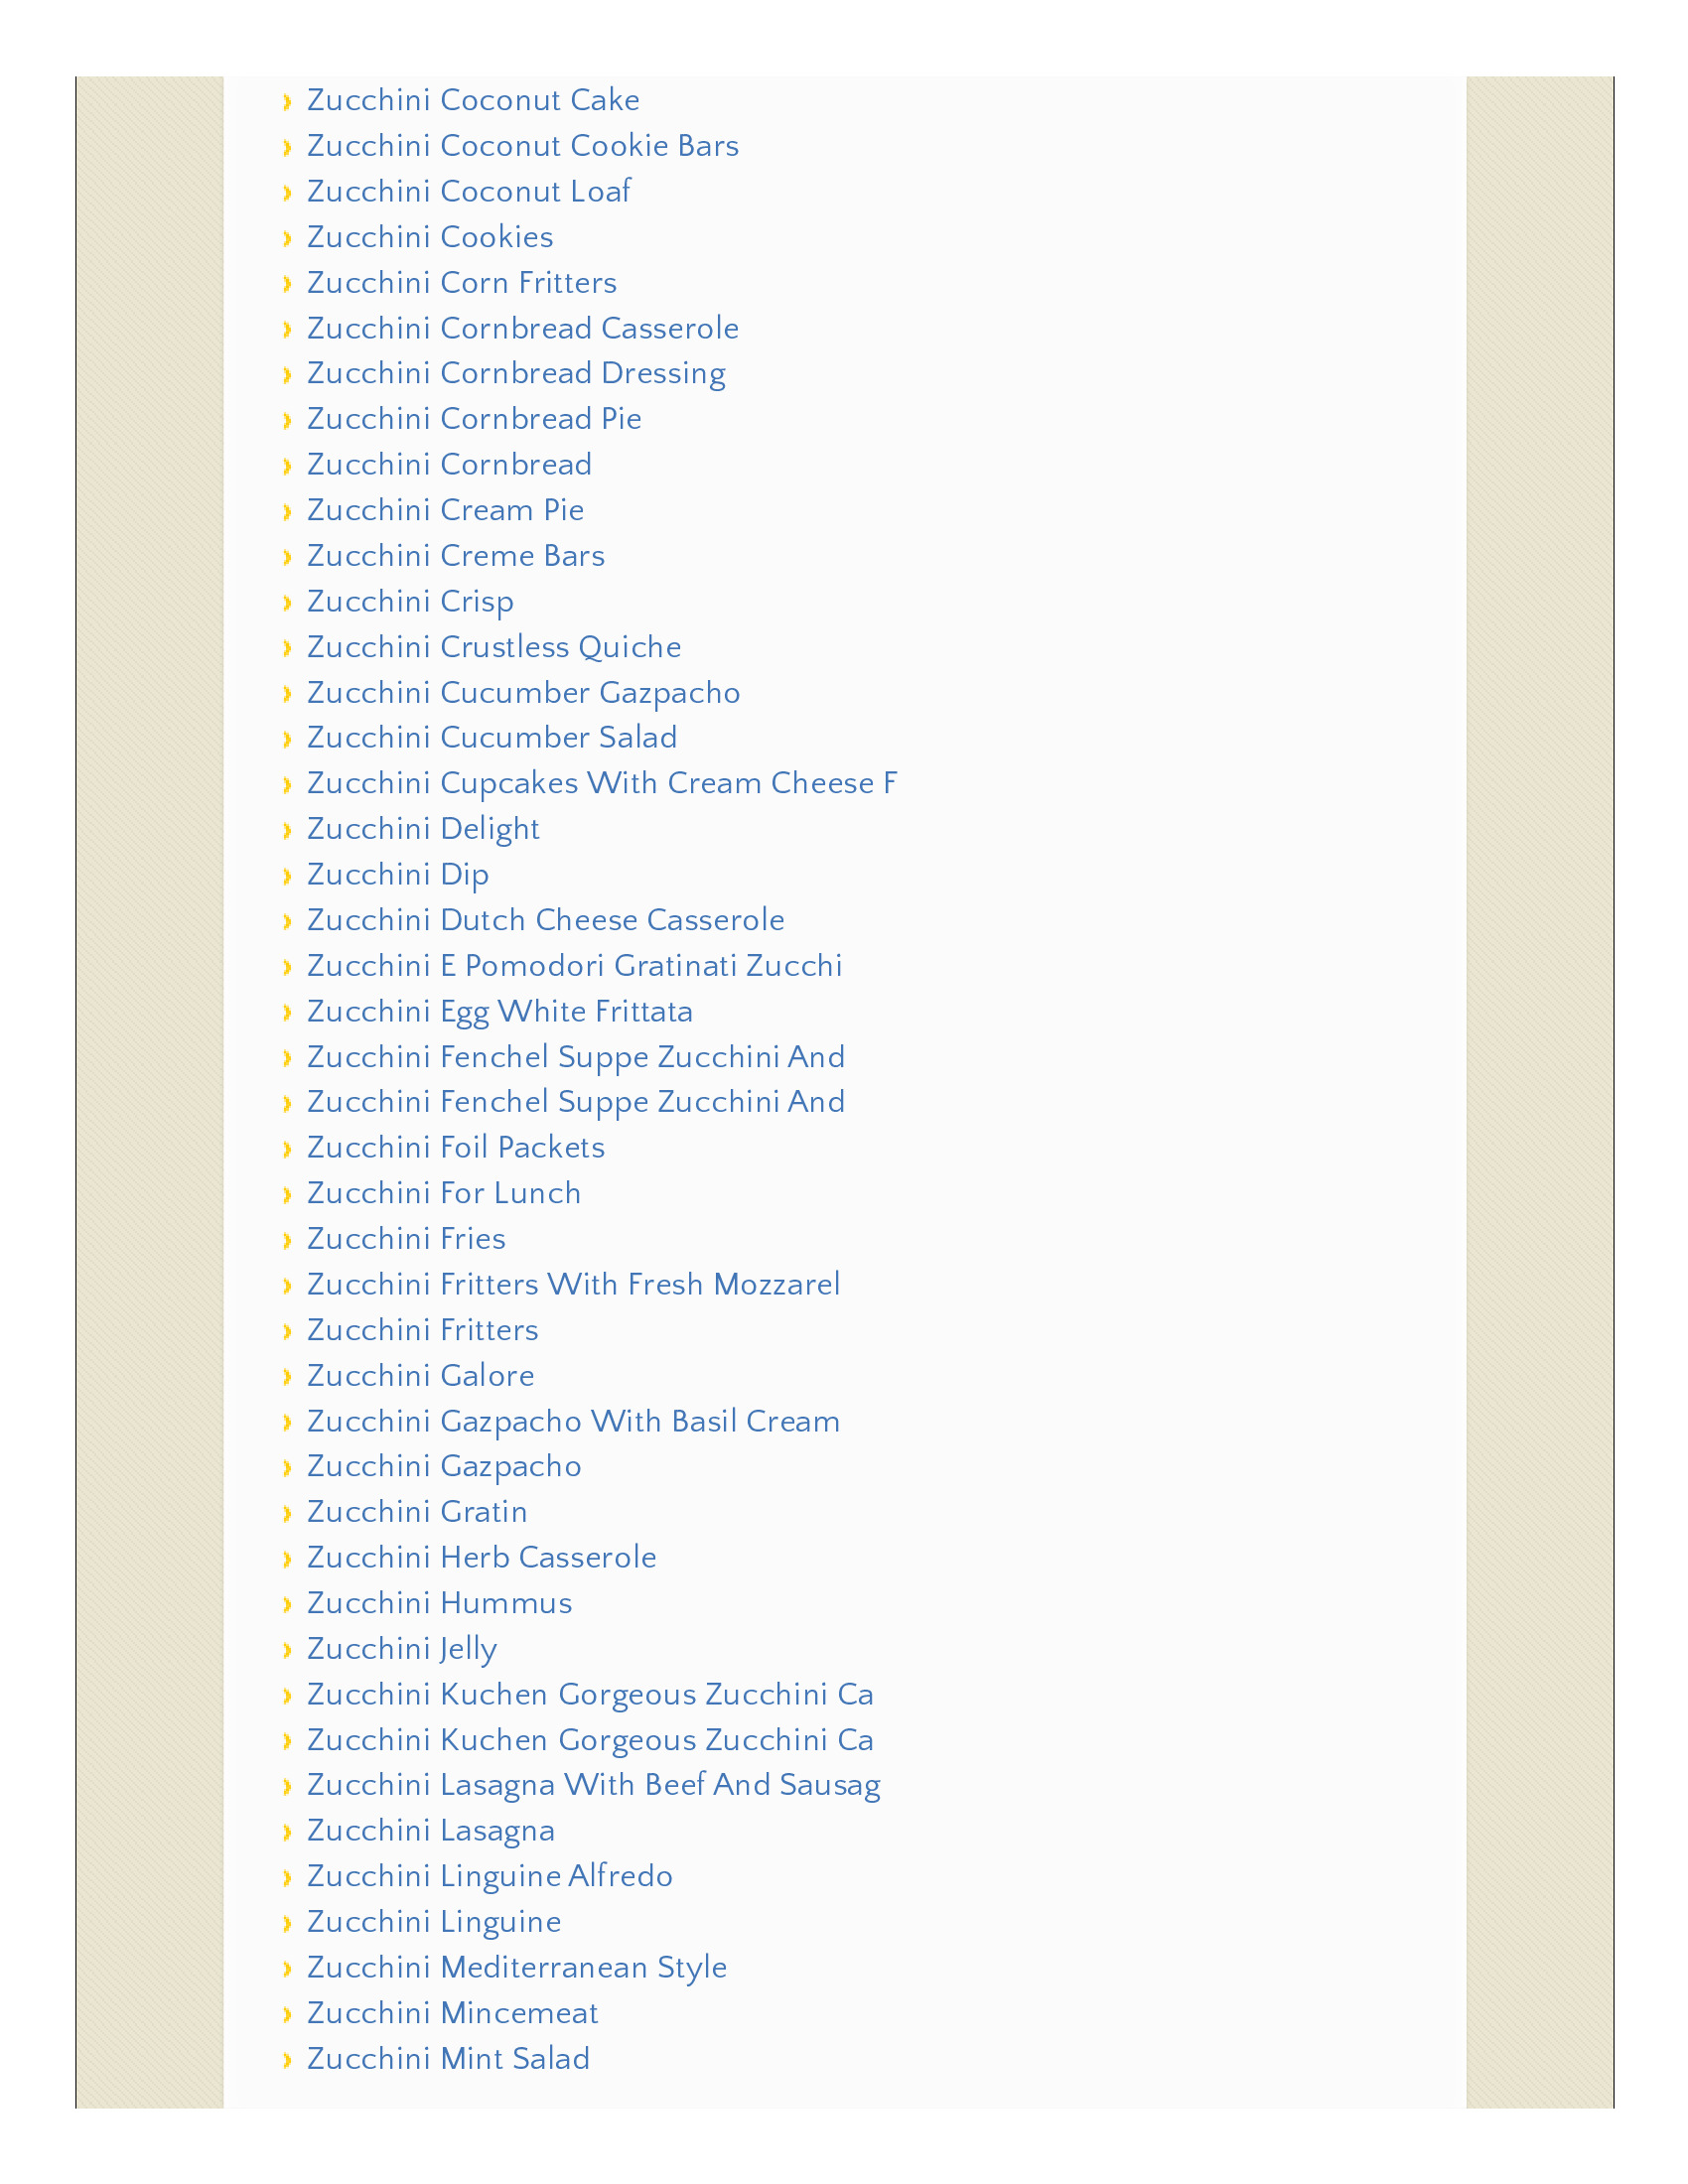 Zucchini Coconut Cake
Zucchini Coconut Cookie Bars
Zucchini Coconut Loaf
Zucchini Cookies
Zucchini Corn Fritters
Zucchini Cornbread Casserole
Zucchini Cornbread Dressing
Zucchini Cornbread Pie
Zucchini Cornbread
Zucchini Cream Pie
Zucchini Creme Bars
Zucchini Crisp
Zucchini Crustless Quiche
Zucchini Cucumber Gazpacho
Zucchini Cucumber Salad
Zucchini Cupcakes With Cream Cheese F
Zucchini Delight
Zucchini Dip
Zucchini Dutch Cheese Casserole
Zucchini E Pomodori Gratinati Zucchi
Zucchini Egg White Frittata
Zucchini Fenchel Suppe Zucchini And
Zucchini Fenchel Suppe Zucchini And
Zucchini Foil Packets
Zucchini For Lunch
Zucchini Fries
Zucchini Fritters With Fresh Mozzarel
Zucchini Fritters
Zucchini Galore
Zucchini Gazpacho With Basil Cream
Zucchini Gazpacho
Zucchini Gratin
Zucchini Herb Casserole
Zucchini Hummus
Zucchini Jelly
Zucchini Kuchen Gorgeous Zucchini Ca
Zucchini Kuchen Gorgeous Zucchini Ca
Zucchini Lasagna With Beef And Sausag
Zucchini Lasagna
Zucchini Linguine Alfredo
Zucchini Linguine
Zucchini Mediterranean Style
Zucchini Mincemeat
Zucchini Mint Salad